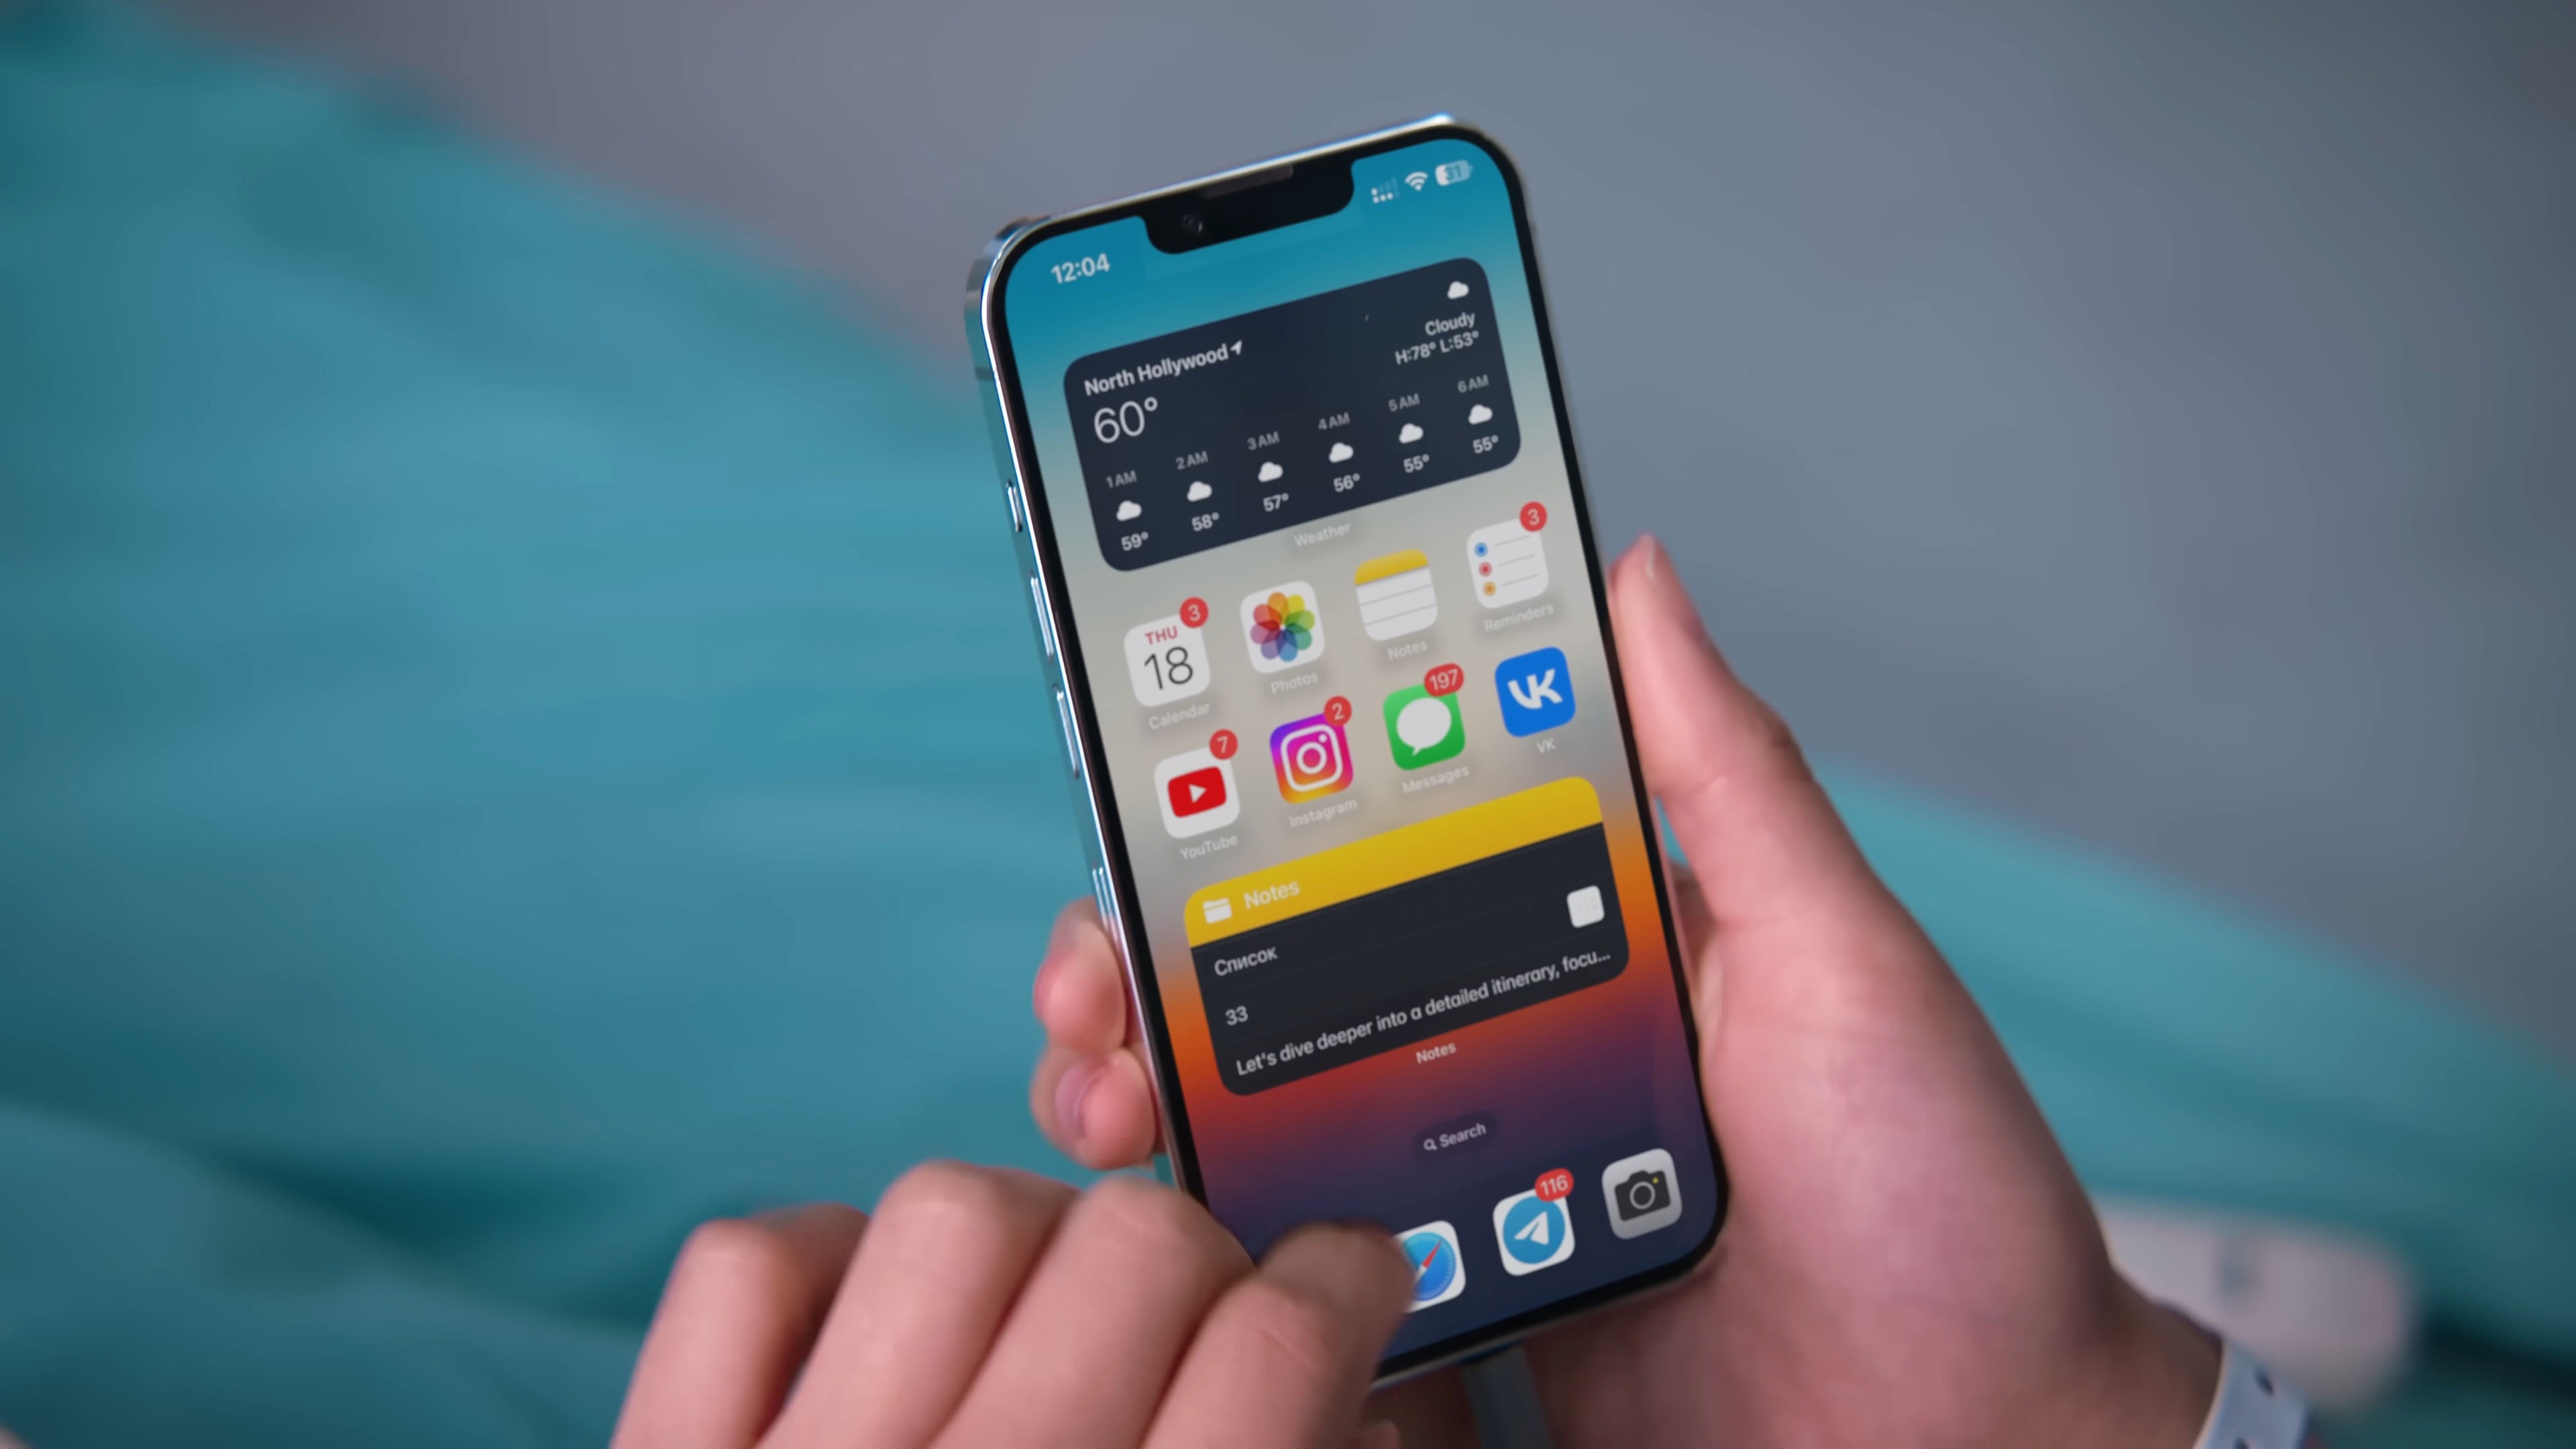 12:04
31
North Hollywood
60°
Cloudy
H:78° L:53°
1 AM 2 AM 3 AM 4 AM 5 AM 6 AM
59° 58° 57° 56° 55° 55°
Weather
3 3
THU
18
Calendar Photos Notes Reminders
7 2 197
VK
YouTube Instagram Messages VK
Notes
Список
33
Let's dive deeper into a detailed itinerary, focu...
Notes
Search
116